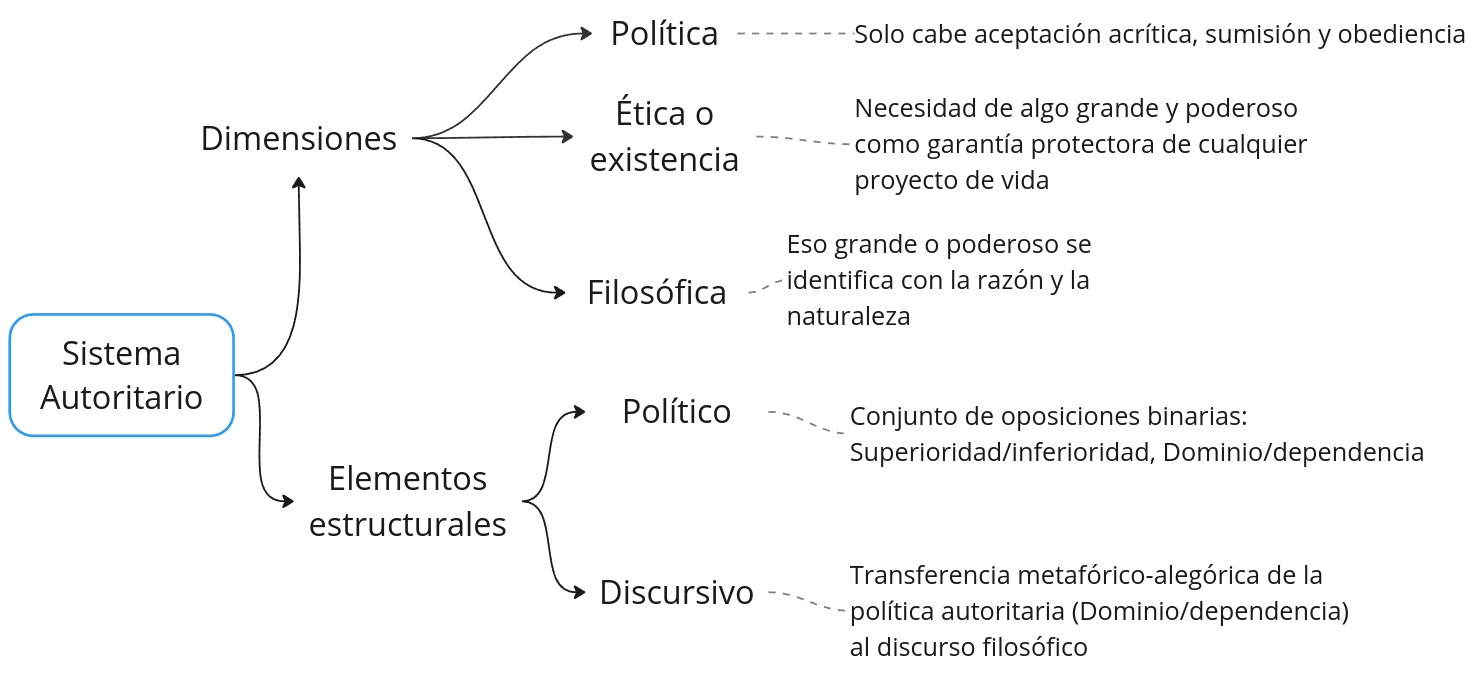 Política
Solo cabe aceptación acrítica, sumisión y obediencia
Dimensiones
Ética o
existencia
Necesidad de algo grande y poderoso
como garantía protectora de cualquier
proyecto de vida
Filosófica
Eso grande o poderoso se
identifica con la razón y la
naturaleza
Sistema
Autoritario
Elementos
estructurales
Político
Conjunto de oposiciones binarias:
Superioridad/inferioridad, Dominio/dependencia
Discursivo
Transferencia metafórico-alegórica de la
política autoritaria (Dominio/dependencia)
al discurso filosófico